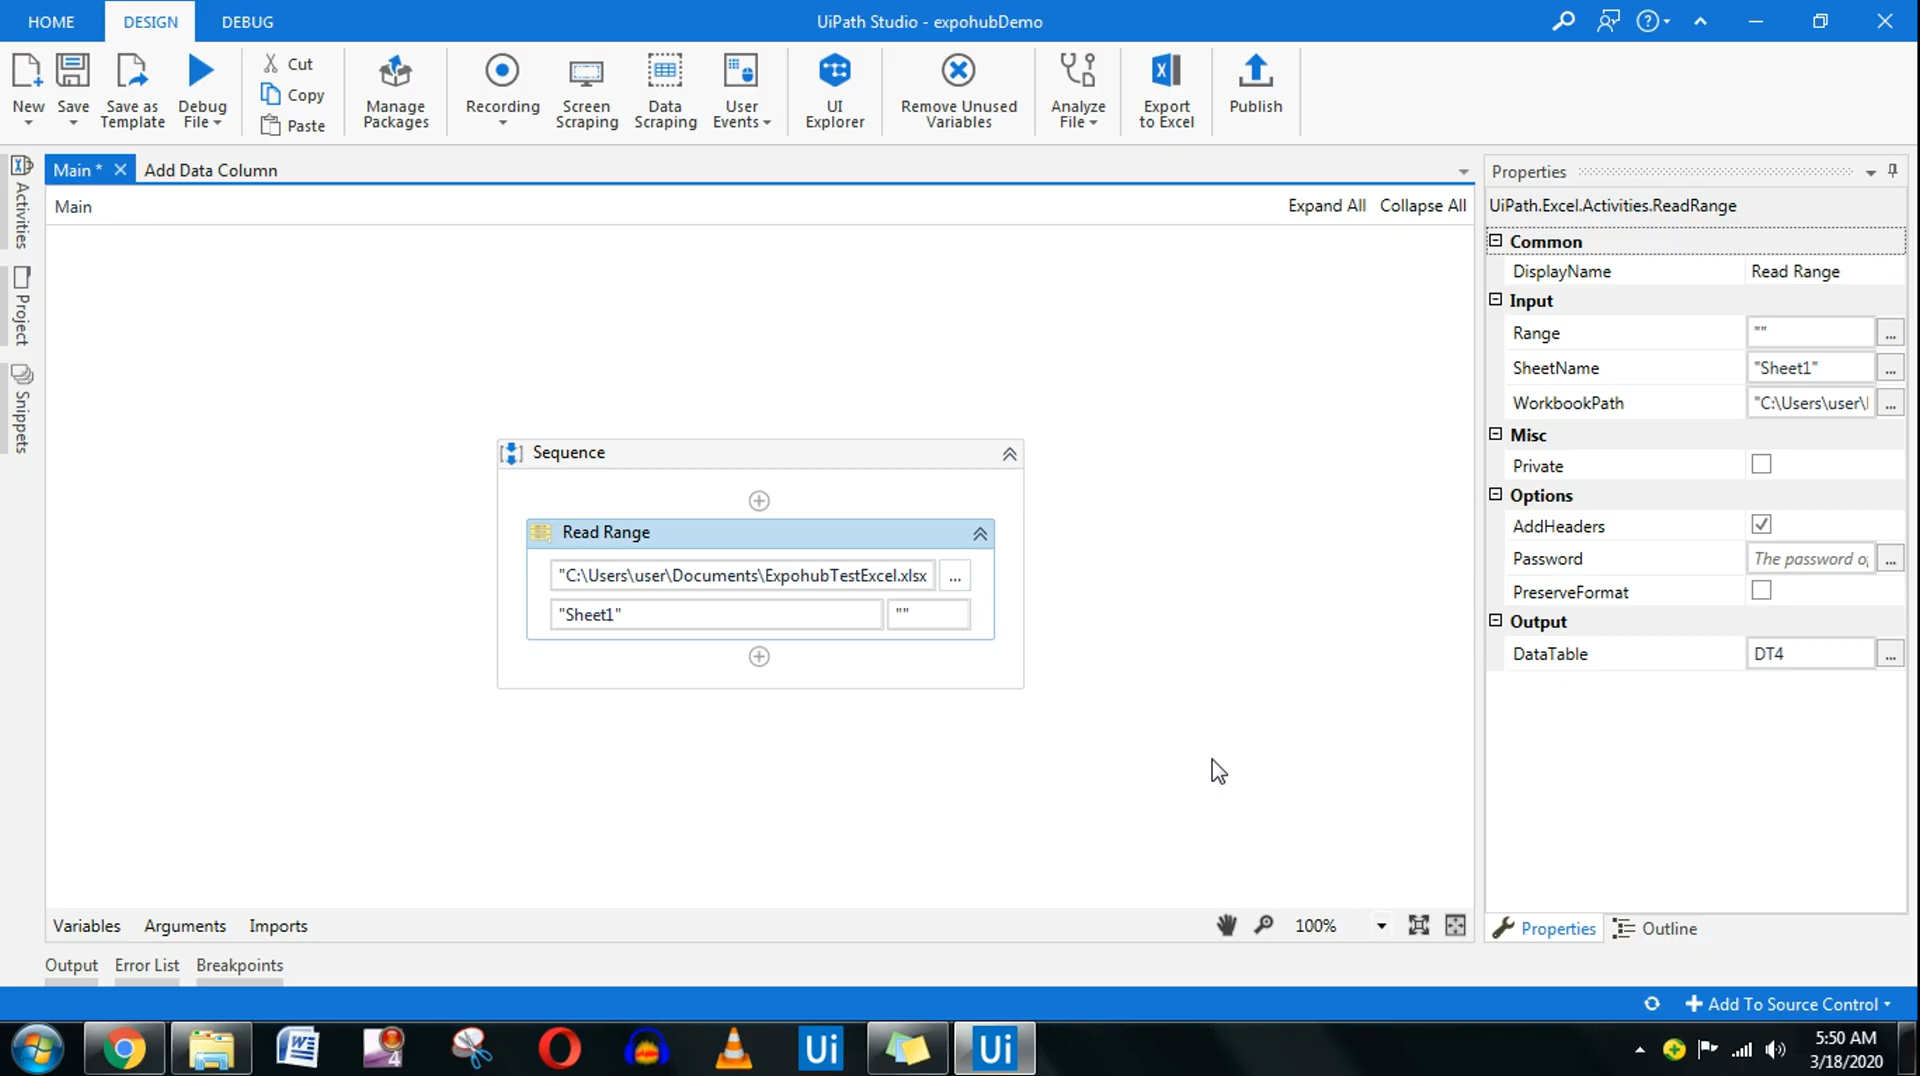 HOME DESIGN DEBUG UiPath Studio - expohubDemo
New Save Save as Template Debug File Cut Copy Paste Manage Packages Recording Screen Scraping Data Scraping User Events UI Explorer Remove Unused Variables Analyze File Export to Excel Publish
Main * Add Data Column
Main Expand All Collapse All
Activities
Project
Snippets
Sequence
Read Range
"C:\Users\user\Documents\ExpohubTestExcel.xlsx ...
"Sheet1" ""
Variables Arguments Imports 100%
Output Error List Breakpoints
Properties
UiPath.Excel.Activities.ReadRange
Common
DisplayName Read Range
Input
Range "" ...
SheetName "Sheet1" ...
WorkbookPath "C:\Users\user\ ...
Misc
Private
Options
AddHeaders
Password The password of ...
PreserveFormat
Output
DataTable DT4 ...
Properties Outline
Add To Source Control
Ui Ui
4
5:50 AM
3/18/2020